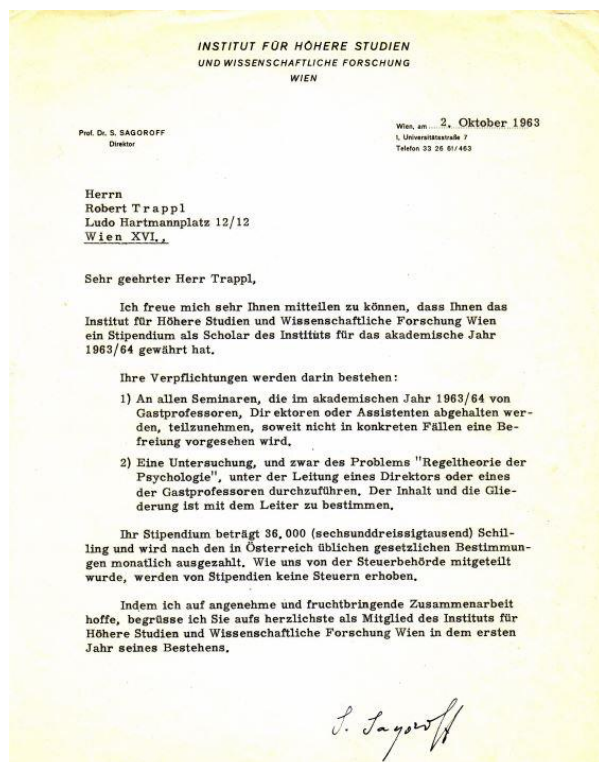 INSTITUT FÜR HÖHERE STUDIEN
UND WISSENSCHAFTLICHE FORSCHUNG
WIEN
Prof. Dr. S. SAGOROFF
Direktor
Wien, am 2. Oktober 1963
I, Universitätsstraße 7
Telefon 33 26 61/463
Herrn
Robert Trappl
Ludo Hartmannplatz 12/12
Wien XVI.,
Sehr geehrter Herr Trappl,
Ich freue mich sehr Ihnen mitteilen zu können, dass Ihnen das
Institut für Höhere Studien und Wissenschaftliche Forschung Wien
ein Stipendium als Scholar des Instituts für das akademische Jahr
1963/64 gewährt hat.
Ihre Verpflichtungen werden darin bestehen:
1) An allen Seminaren, die im akademischen Jahr 1963/64 von
Gastprofessoren, Dir ektoren oder Assistenten abgehalten wer-
den, teilzunehmen, soweit nicht in konkreten Fällen eine Be-
freiung vorgesehen wird.
2) Eine Untersuchung, und zwar des Problems "Regeltheorie der
Psychologie", unter der Leitung eines Direktors oder eines
der Gastprofessoren durchzuführen. Der Inhalt und die Glie-
derung ist mit dem Leiter zu bestimmen.
Ihr Stipendium beträgt 36.000 (sechsunddreissigtausend) Schil-
ling und wird nach den in Österreich üblichen gesetzlichen Bestimmun-
gen monatlich ausgezahlt. Wie uns von der Steuerbehörde mitgeteilt
wurde, werden von Stipendien keine Steuern erhoben.
Indem ich auf angenehme und fruchtbringende Zusammenarbeit
hoffe, begrüsse ich Sie aufs herzlichste als Mitglied des Instituts für
Höhere Studien und Wissenschaftliche Forschung Wien in dem ersten
Jahr seines Bestehens.
S. Sagoroff